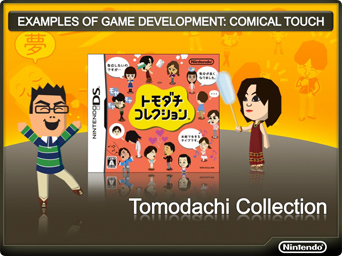 EXAMPLES OF GAME DEVELOPMENT: COMICAL TOUCH
夢
NINTENDO DS
Nintendo
トモダチ
コレクション
Tomodachi Collection
Nintendo